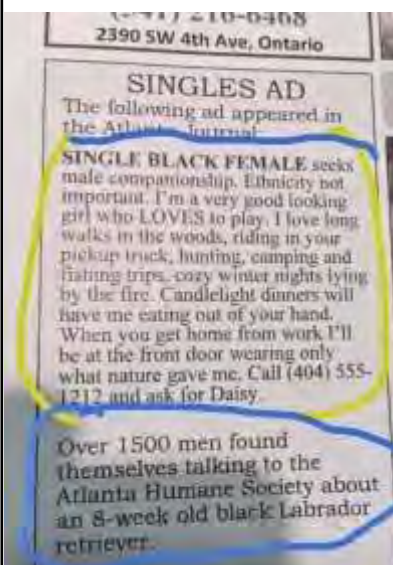 216-6468
2390 SW 4th Ave, Ontario
SINGLES AD
The following ad appeared in
the Atlanta Journal
SINGLE BLACK FEMALE seeks
male companionship. Ethnicity not
important. I'm a very good looking
girl who LOVES to play. I love long
walks in the woods, riding in your
pickup truck, hunting, camping and
fishing trips, cozy winter nights lying
by the fire. Candlelight dinners will
have me eating out of your hand.
When you get home from work I'll
be at the front door wearing only
what nature gave me. Call (404) 555-
1212 and ask for Daisy.
Over 1500 men found
themselves talking to the
Atlanta Humane Society about
an 8-week old black Labrador
retriever.